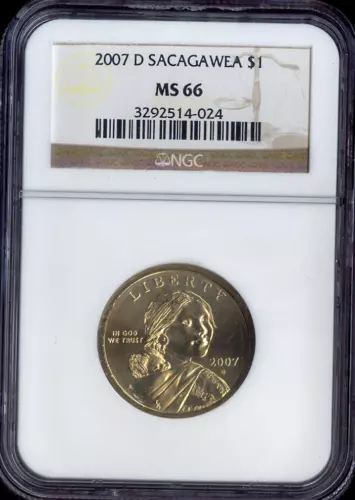 2007 D SACAGAWEA $1
MS 66
3292514-024
NGC
LIBERTY
IN GOD
WE TRUST
2007
D